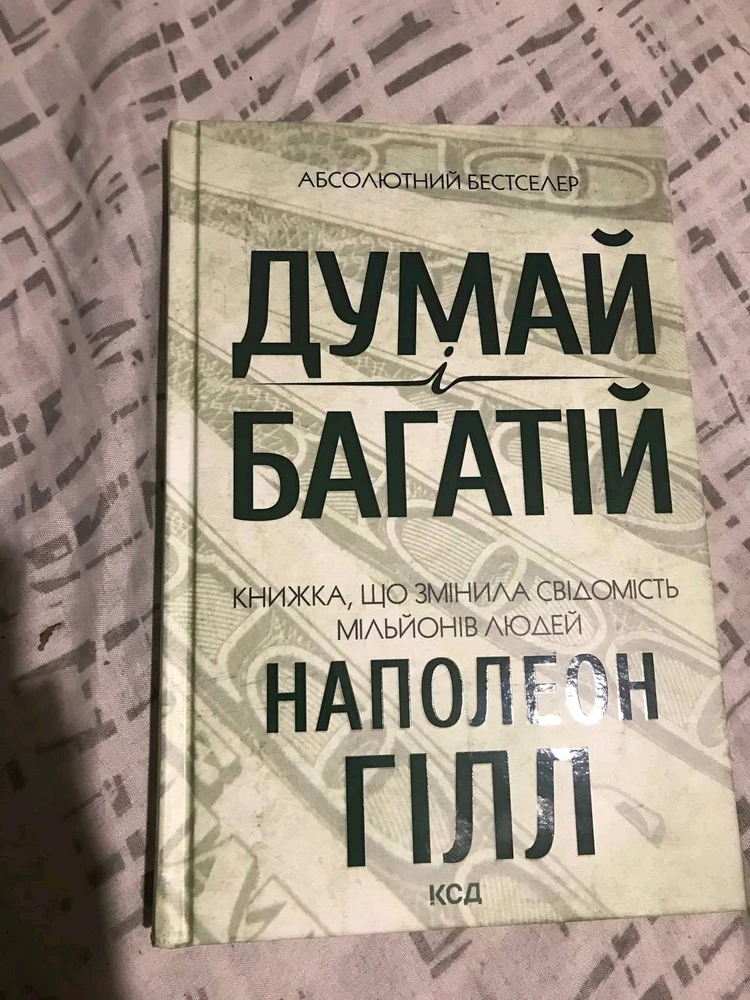 АБСОЛЮТНИЙ БЕСТСЕЛЕР
ДУМАЙ
і
БАГАТІЙ
КНИЖКА, ЩО ЗМІНИЛА СВІДОМІСТЬ
МІЛЬЙОНІВ ЛЮДЕЙ
НАПОЛЕОН
ГІЛЛ
КСД